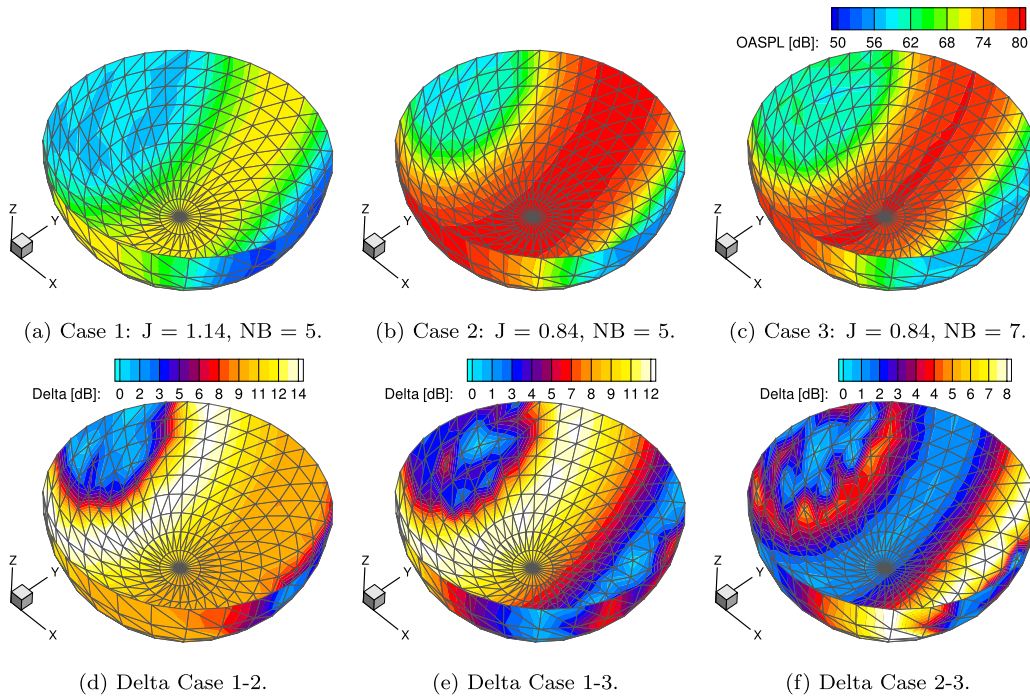 OASPL [dB]: 50 56 62 68 74 80
Z Y X
Z Y X
Z Y X
(a) Case 1: J = 1.14, NB = 5.
(b) Case 2: J = 0.84, NB = 5.
(c) Case 3: J = 0.84, NB = 7.
Delta [dB]: 0 2 3 5 6 8 9 11 12 14
Delta [dB]: 0 1 3 4 5 7 8 9 11 12
Delta [dB]: 0 1 2 3 4 4 5 6 7 8
Z Y X
Z Y X
Z Y X
(d) Delta Case 1-2.
(e) Delta Case 1-3.
(f) Delta Case 2-3.